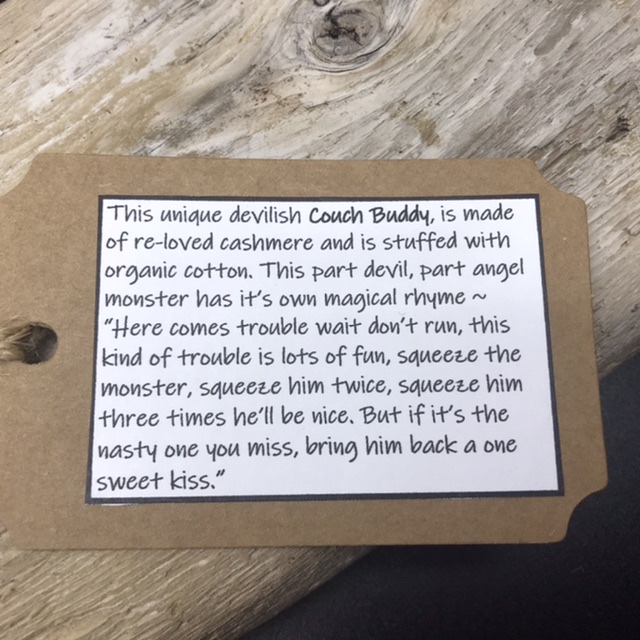 This unique devilish Couch Buddy, is made
of re-loved cashmere and is stuffed with
organic cotton. This part devil, part angel
monster has it's own magical rhyme ~
"Here comes trouble wait don't run, this
kind of trouble is lots of fun, squeeze the
monster, squeeze him twice, squeeze him
three times he'll be nice. But if it's the
nasty one you miss, bring him back a one
sweet kiss."